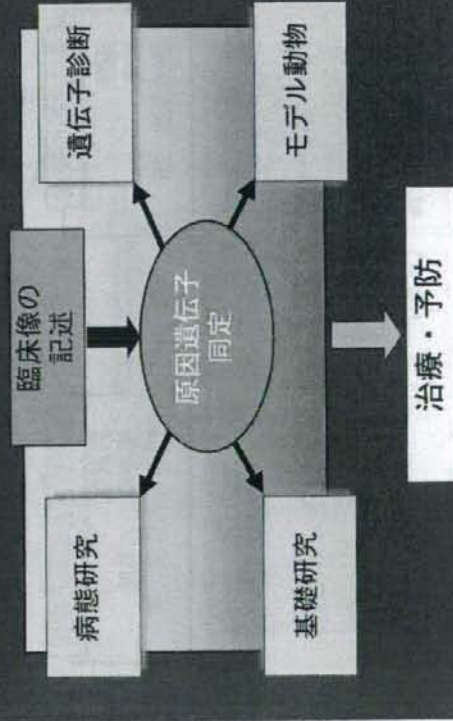 臨床像の
記述
病態研究
遺伝子診断
原因遺伝子
同定
基礎研究
モデル動物
治療・予防